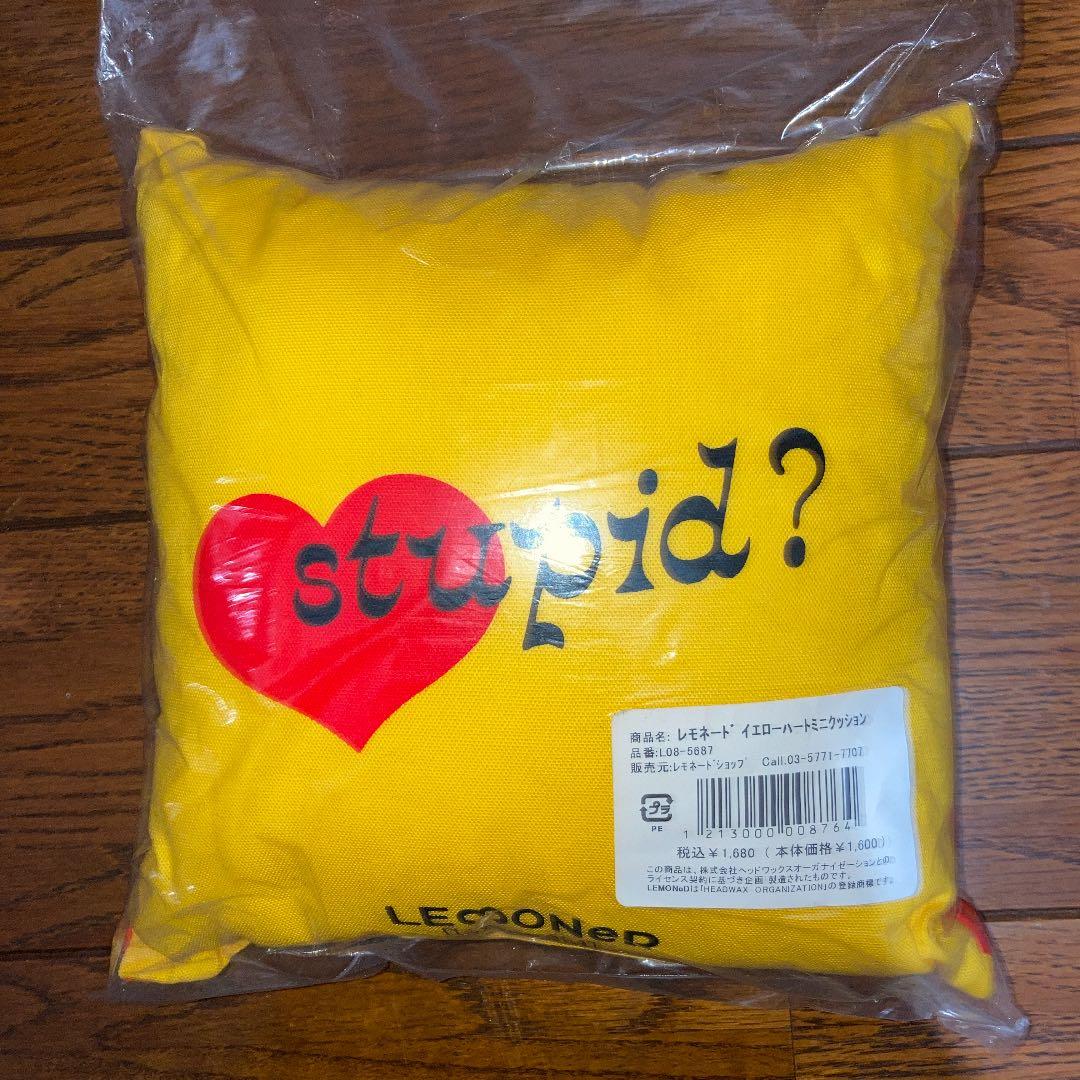 stupid?
商品名: レモネード イエローハートミニクッション
品番:L08-5687
販売元:レモネードショップ Call.03-5771-7707
プラ
PE
1 213000 008764
税込¥1,680 ( 本体価格¥1,600)
この商品は、株式会社ヘッドワックスオーガナイゼーションとの
ライセンス契約に基づき企画・製造されたものです。
LEMONeDは「HEADWAX ORGANIZATION」の登録商標です。
LEMONeD